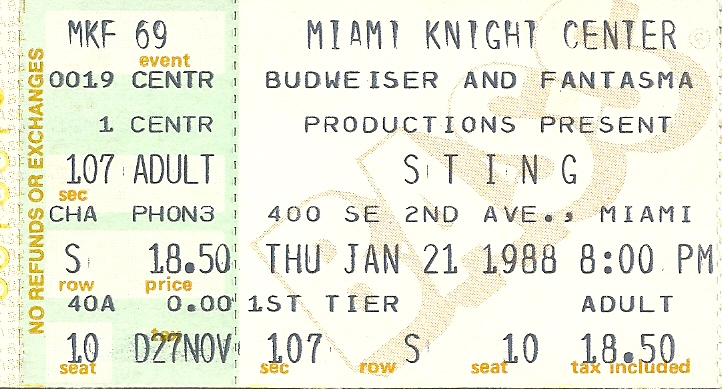 NO REFUNDS OR EXCHANGES
MKF 69
event
0019 CENTR
1 CENTR
107 ADULT
sec
CHA PHON3
S 18.50
row price
40A 0.00
tax
10 D27NOV
seat
MIAMI KNIGHT CENTER
BUDWEISER AND FANTASMA
PRODUCTIONS PRESENT
STING
400 SE 2ND AVE., MIAMI
THU JAN 21 1988 8:00 PM
1ST TIER ADULT
107 S 10 18.50
sec row seat tax included
BASS
©